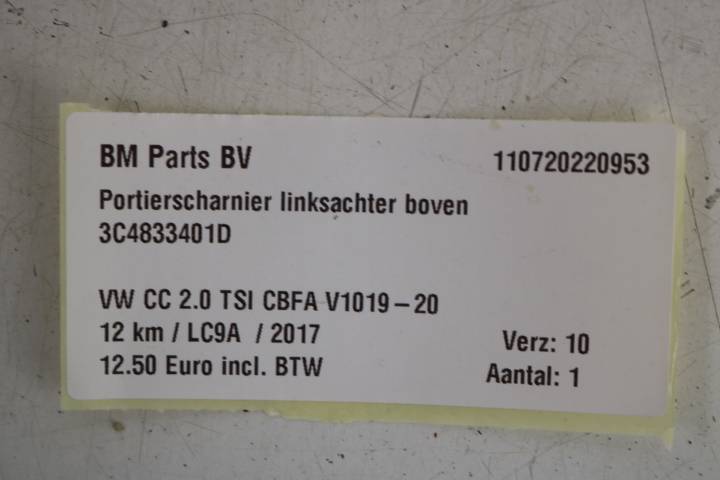 BM Parts BV 110720220953
Portierscharnier linksachter boven
3C4833401D
VW CC 2.0 TSI CBFA V1019-20
12 km / LC9A / 2017 Verz: 10
12.50 Euro incl. BTW Aantal: 1